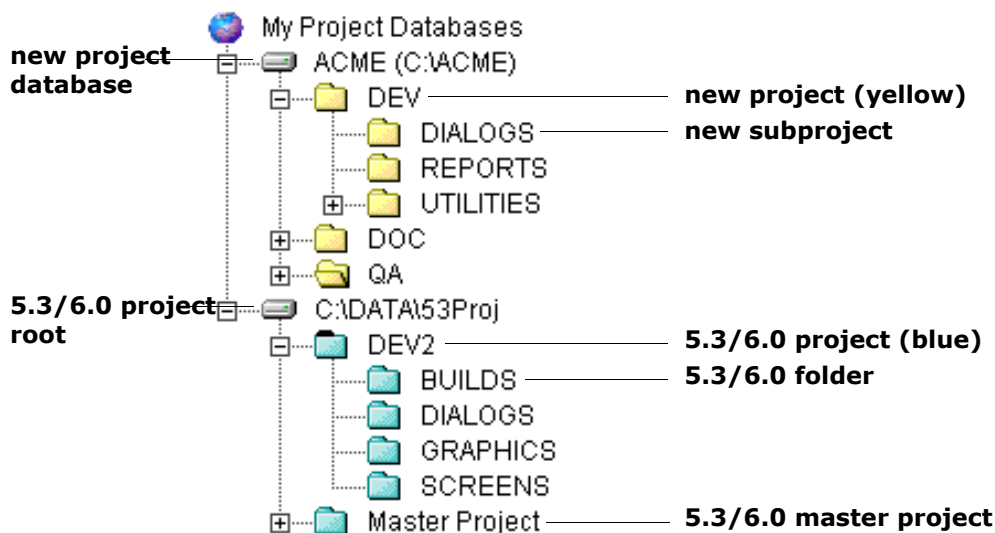 My Project Databases
new project database
ACME (C:\ACME)
DEV
new project (yellow)
DIALOGS
new subproject
REPORTS
UTILITIES
DOC
QA
5.3/6.0 project root
C:\DATA\53Proj
DEV2
5.3/6.0 project (blue)
BUILDS
5.3/6.0 folder
DIALOGS
GRAPHICS
SCREENS
Master Project
5.3/6.0 master project